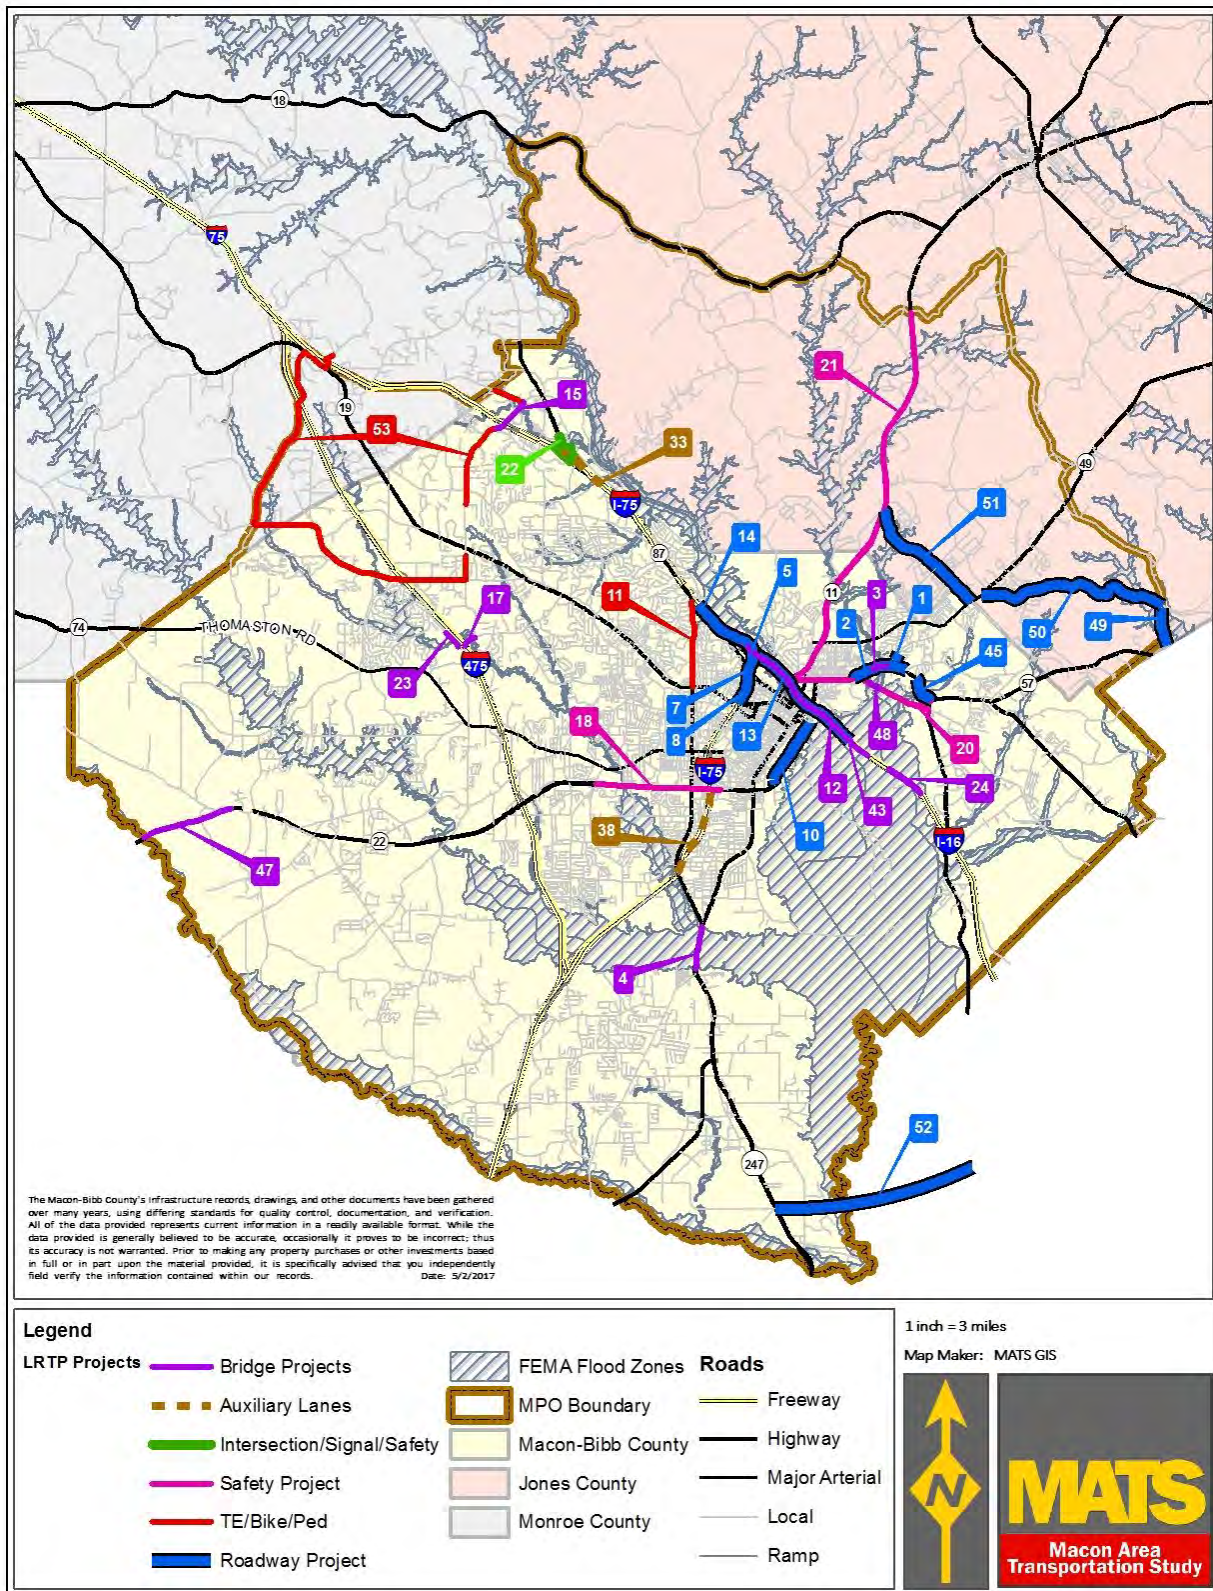 18
75
21
15
19
53
33
22
49
I-75
51
14
87
5
11
3
1
11
17
2
74
THOMASTON RD
50
49
475
45
23
7
57
18
8
13
48
20
I-75
12
24
43
38
10
22
I-16
47
4
52
247
The Macon-Bibb County's infrastructure records, drawings, and other documents have been gathered
over many years, using differing standards for quality control, documentation, and verification.
All of the data provided represents current information in a readily available format. While the
data provided is generally believed to be accurate, occasionally it proves to be incorrect; thus
its accuracy is not warranted. Prior to making any property purchases or other investments based
in full or in part upon the material provided, it is specifically advised that you independently
field verify the information contained within our records. Date: 5/2/2017
Legend
LRTP Projects
Bridge Projects
Auxiliary Lanes
Intersection/Signal/Safety
Safety Project
TE/Bike/Ped
Roadway Project
FEMA Flood Zones
MPO Boundary
Macon-Bibb County
Jones County
Monroe County
Roads
Freeway
Highway
Major Arterial
Local
Ramp
1 inch = 3 miles
Map Maker: MATS GIS
N
MATS
Macon Area
Transportation Study